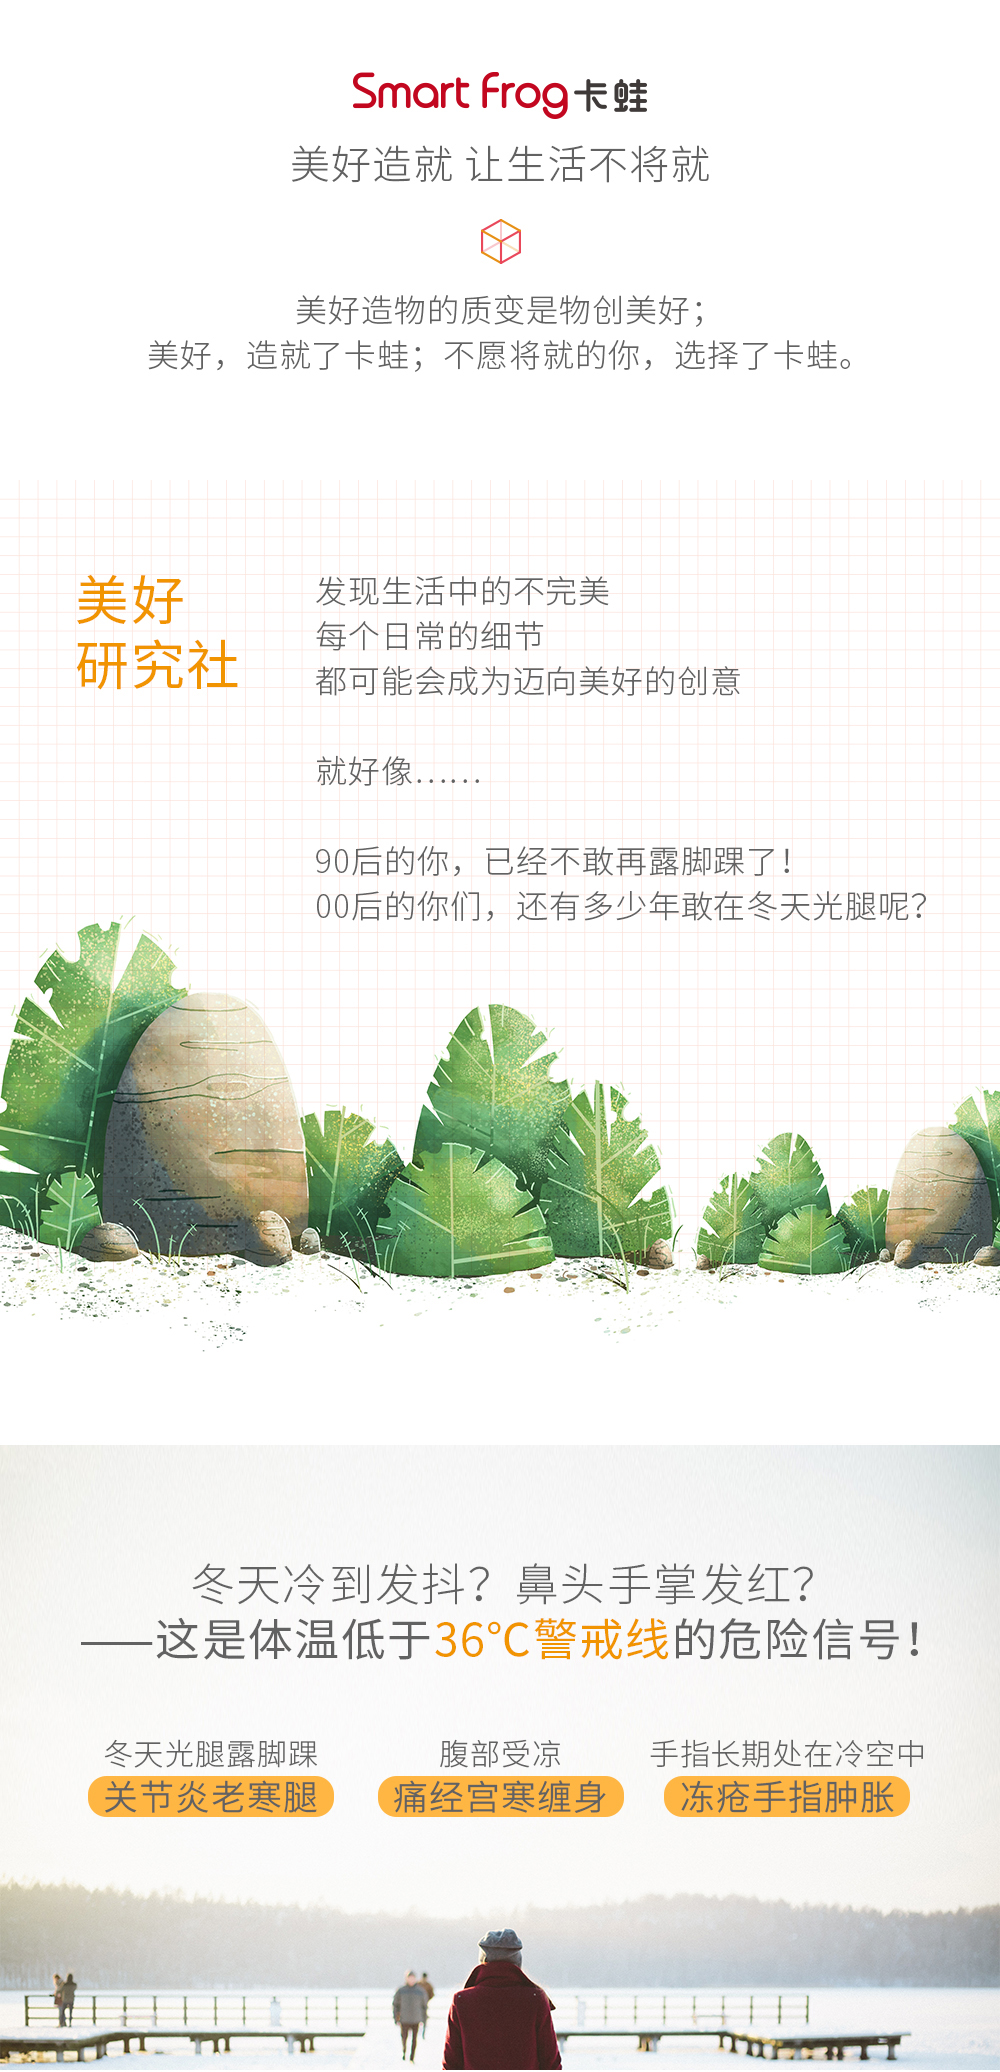 Smart Frog卡蛙
美好造就 让生活不将就
美好造物的质变是物创美好；
美好，造就了卡蛙；不愿将就的你，选择了卡蛙。
美好
研究社
发现生活中的不完美
每个日常的细节
都可能会成为迈向美好的创意
就好像……
90后的你，已经不敢再露脚踝了！
00后的你们，还有多少年敢在冬天光腿呢？
冬天冷到发抖？鼻头手掌发红？
——这是体温低于36℃警戒线的危险信号！
冬天光腿露脚踝
关节炎老寒腿
腹部受凉
痛经宫寒缠身
手指长期处在冷空中
冻疮手指肿胀